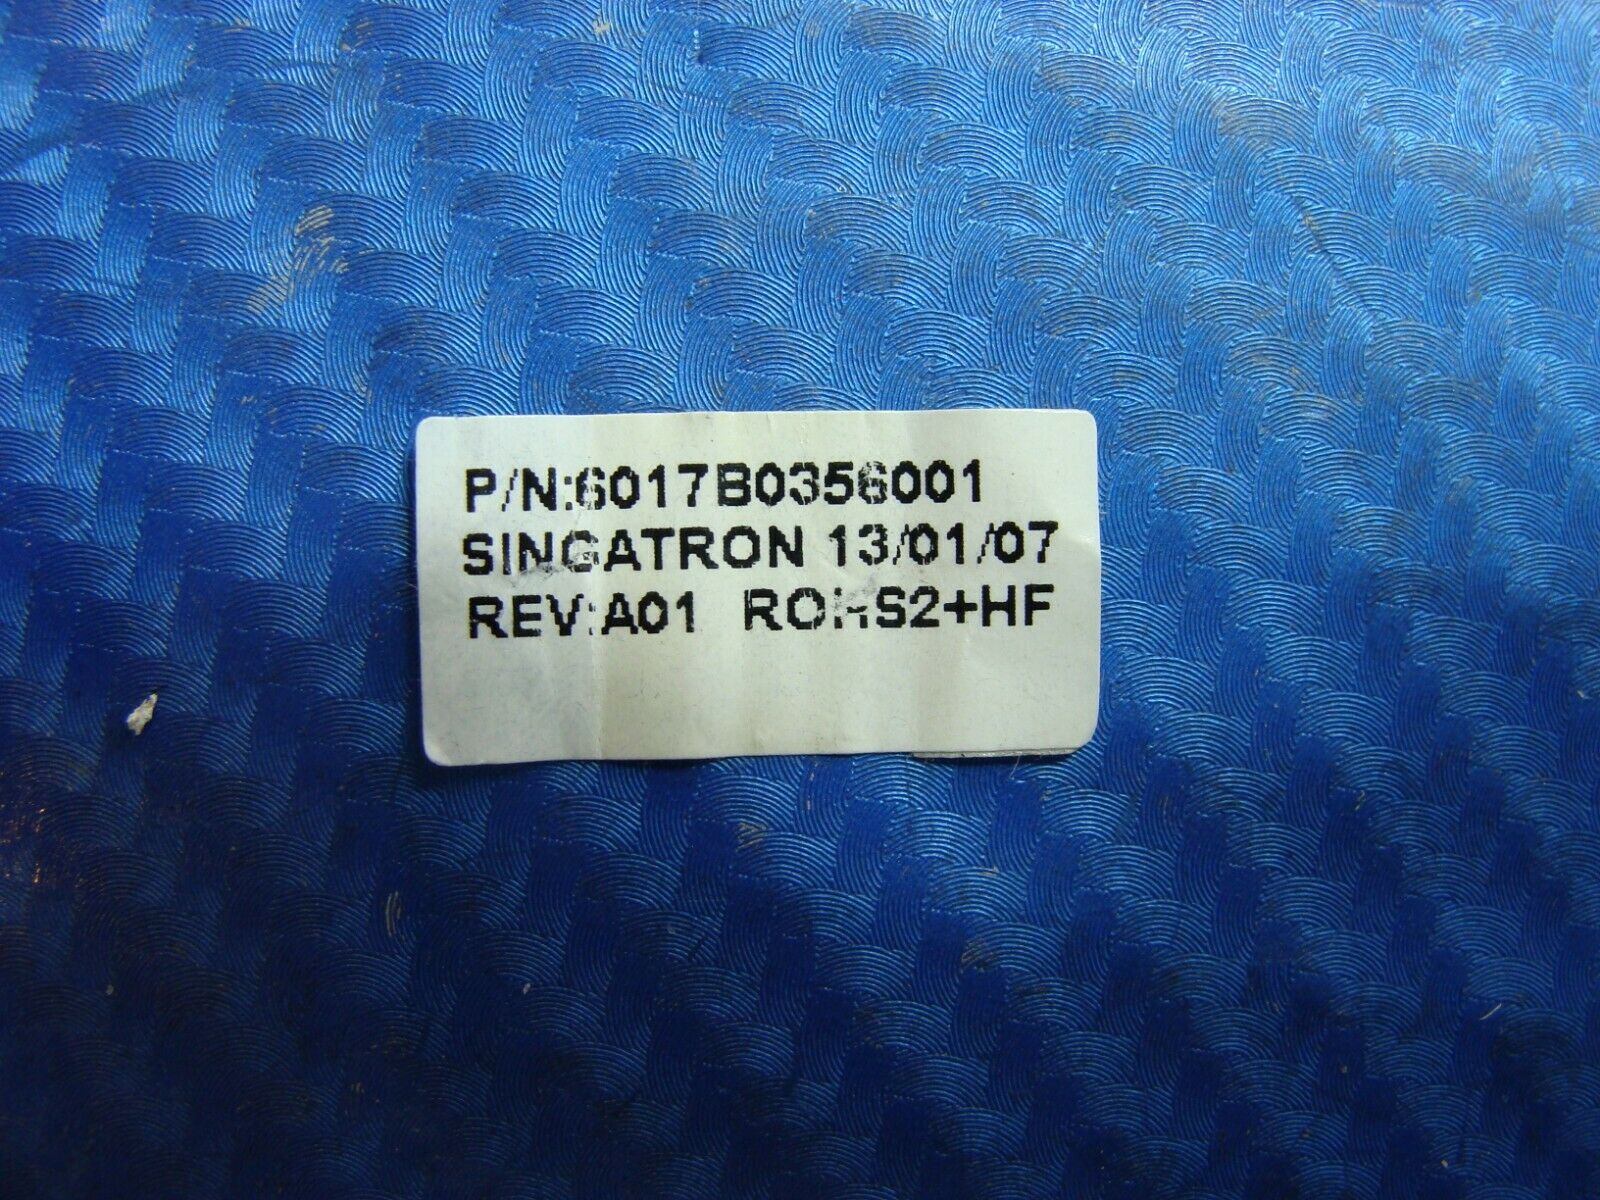 P/N:6017B0356001
SINGATRON 13/01/07
REV:A01 ROHS2+HF